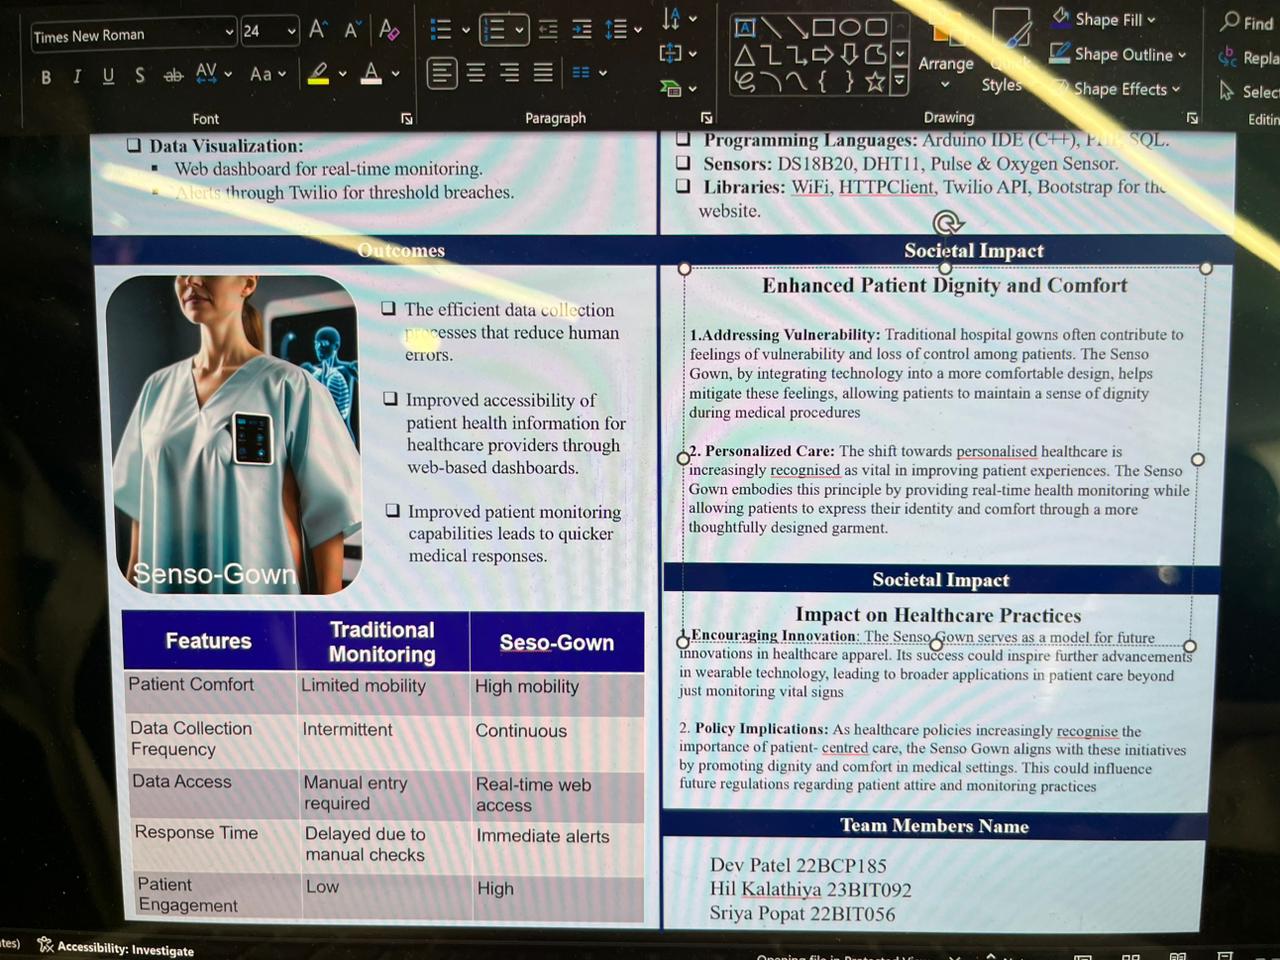 Times New Roman
24
Aa
B I U S ab AV Aa A
Font
Paragraph
Drawing
Arrange
Quick
Styles
Shape Fill
Shape Outline
Shape Effects
Find
Repla
Select
Editin
Data Visualization:
Web dashboard for real-time monitoring.
Alerts through Twilio for threshold breaches.
Programming Languages: Arduino IDE (C++), PHP, SQL.
Sensors: DS18B20, DHT11, Pulse & Oxygen Sensor.
Libraries: WiFi, HTTPClient, Twilio API, Bootstrap for the
website.
Outcomes
Senso-Gown
The efficient data collection
processes that reduce human
errors.
Improved accessibility of
patient health information for
healthcare providers through
web-based dashboards.
Improved patient monitoring
capabilities leads to quicker
medical responses.
Features Traditional Monitoring Seso-Gown
Patient Comfort Limited mobility High mobility
Data Collection Frequency Intermittent Continuous
Data Access Manual entry required Real-time web access
Response Time Delayed due to manual checks Immediate alerts
Patient Engagement Low High
Societal Impact
Enhanced Patient Dignity and Comfort
1.Addressing Vulnerability: Traditional hospital gowns often contribute to
feelings of vulnerability and loss of control among patients. The Senso
Gown, by integrating technology into a more comfortable design, helps
mitigate these feelings, allowing patients to maintain a sense of dignity
during medical procedures
2. Personalized Care: The shift towards personalised healthcare is
increasingly recognised as vital in improving patient experiences. The Senso
Gown embodies this principle by providing real-time health monitoring while
allowing patients to express their identity and comfort through a more
thoughtfully designed garment.
Societal Impact
Impact on Healthcare Practices
1.Encouraging Innovation: The Senso Gown serves as a model for future
innovations in healthcare apparel. Its success could inspire further advancements
in wearable technology, leading to broader applications in patient care beyond
just monitoring vital signs
2. Policy Implications: As healthcare policies increasingly recognise the
importance of patient- centred care, the Senso Gown aligns with these initiatives
by promoting dignity and comfort in medical settings. This could influence
future regulations regarding patient attire and monitoring practices
Team Members Name
Dev Patel 22BCP185
Hil Kalathiya 23BIT092
Sriya Popat 22BIT056
ates) Accessibility: Investigate